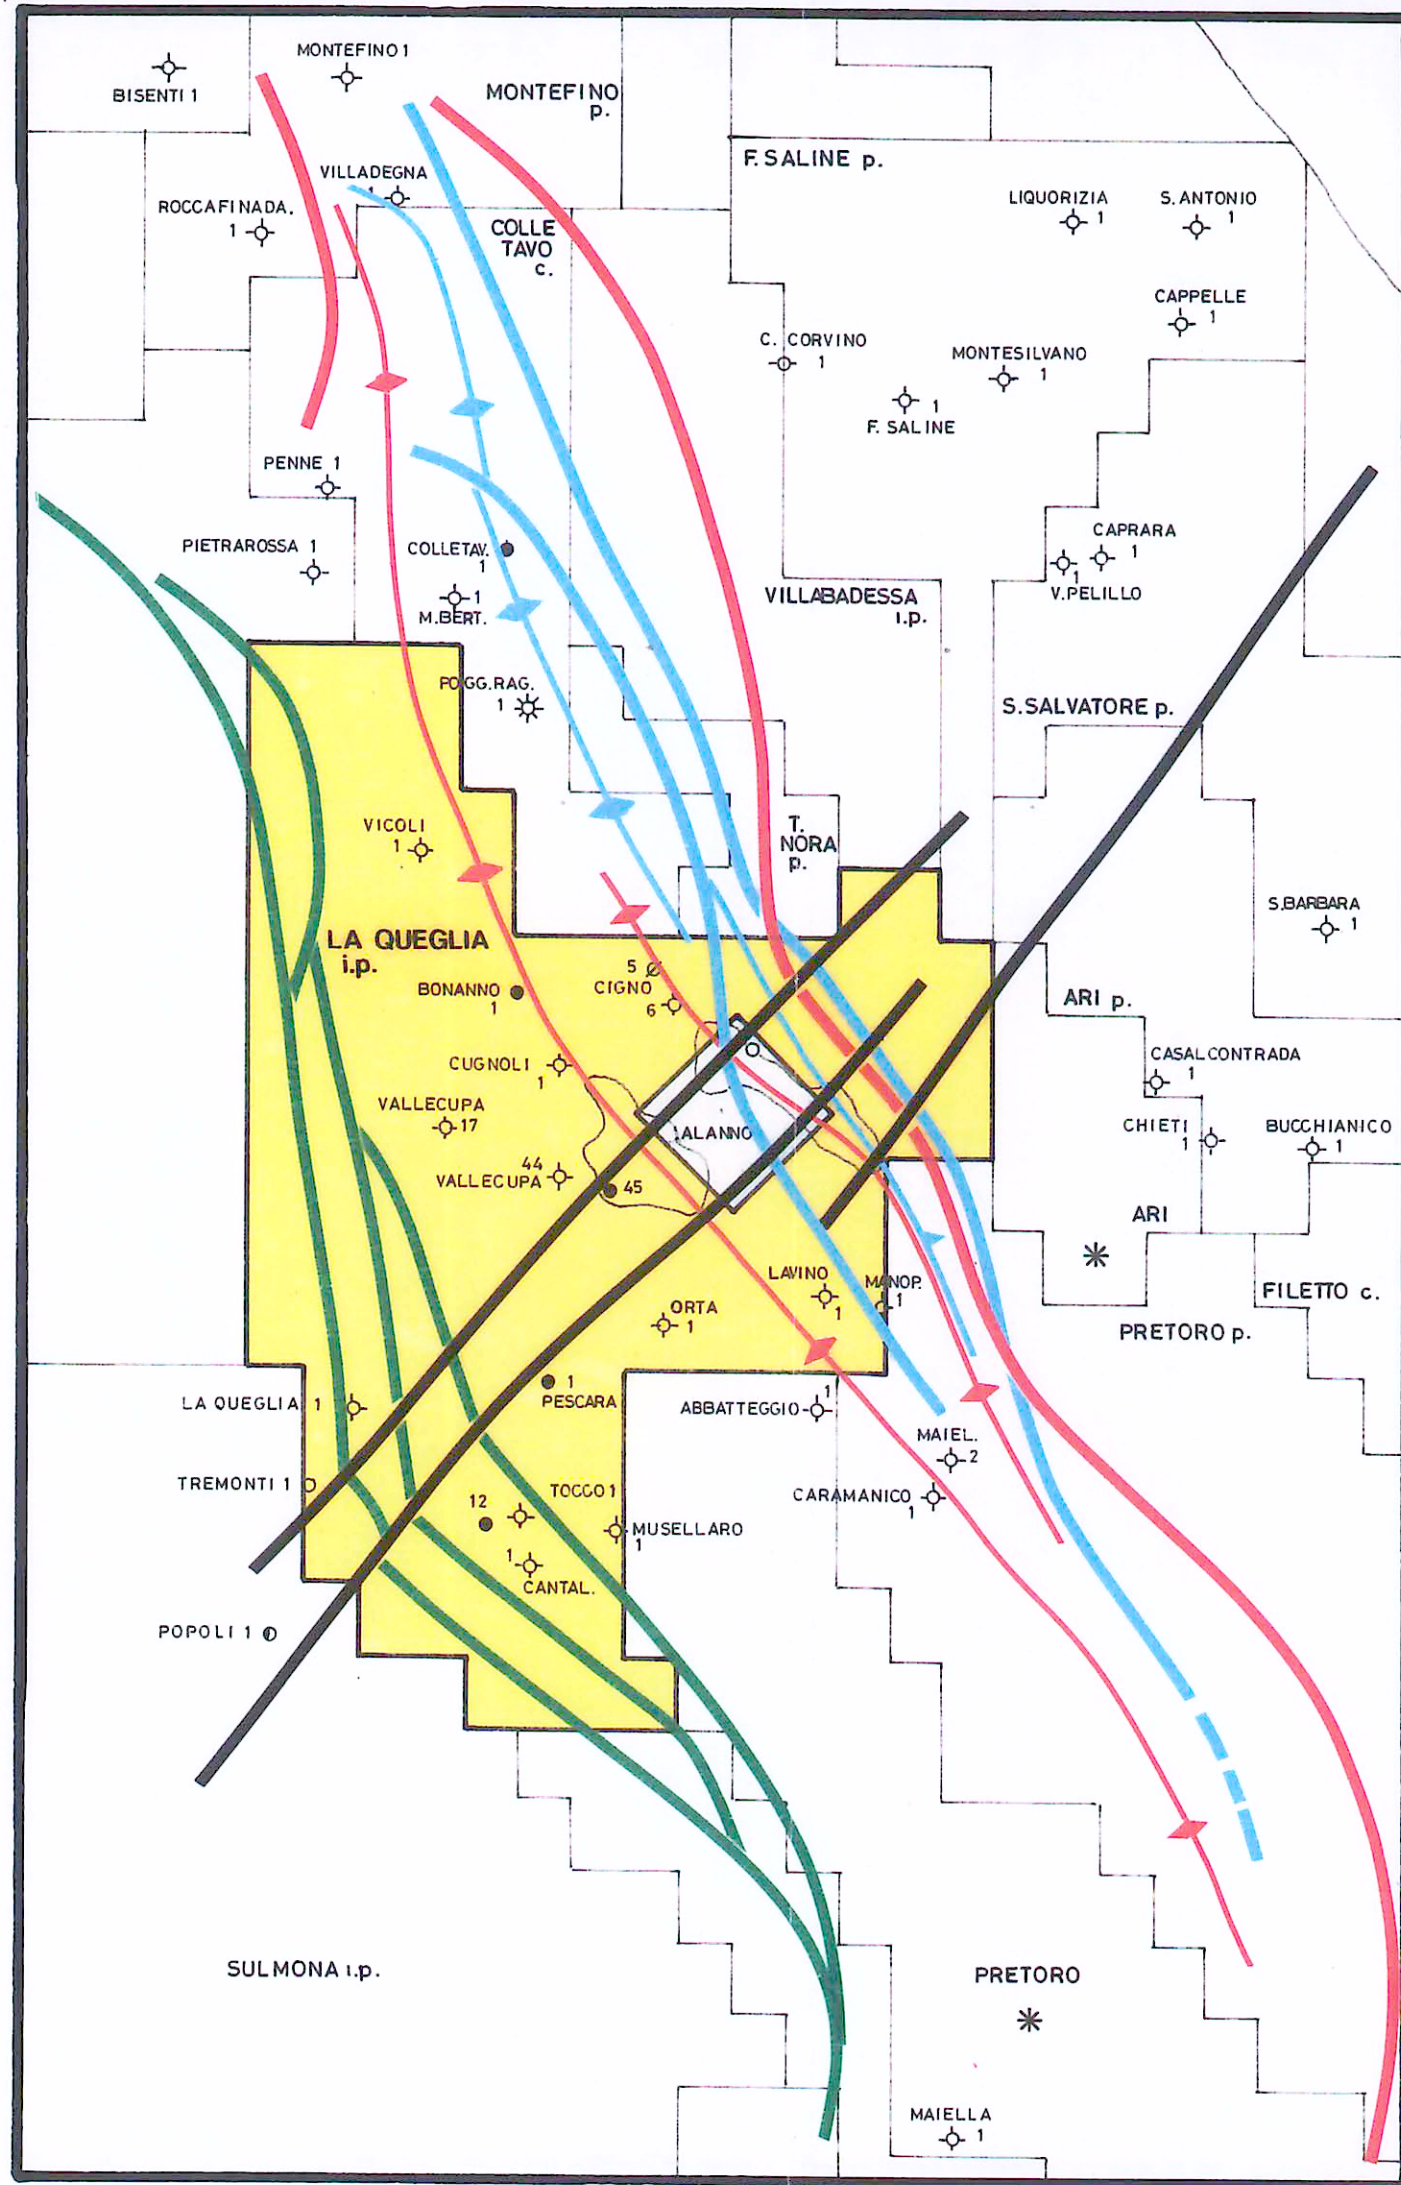 MONTEFINO 1
BISENTI 1
MONTEFINO
p.
F. SALINE p.
VILLADEGNA
1
ROCCAFINADA.
1
COLLE
TAVO
c.
LIQUORIZIA
1
S. ANTONIO
1
CAPPELLE
1
C. CORVINO
1
MONTESILVANO
1
1
F. SALINE
PENNE 1
PIETRAROSSA 1
COLLETAV.
1
1
M.BERT.
CAPRARA
1
1
V.PELILLO
VILLABADESSA
i.p.
POGG.RAG.
1
S.SALVATORE p.
VICOLI
1
T.
NORA
p.
S.BARBARA
1
LA QUEGLIA
i.p.
5
CIGNO
6
BONANNO
1
ARI p.
CUGNOLI
1
CASALCONTRADA
1
VALLECUPA
17
ALANNO
CHIETI
1
BUCCHIANICO
1
44
VALLECUPA
45
ARI
LAVINO
1
MANOP.
1
FILETTO c.
ORTA
1
PRETORO p.
1
PESCARA
LA QUEGLIA 1
ABBATTEGGIO
1
MAIEL.
2
TREMONTI 1
12
TOCCO 1
CARAMANICO
1
MUSELLARO
1
1
CANTAL.
POPOLI 1
SULMONA i.p.
PRETORO
MAIELLA
1